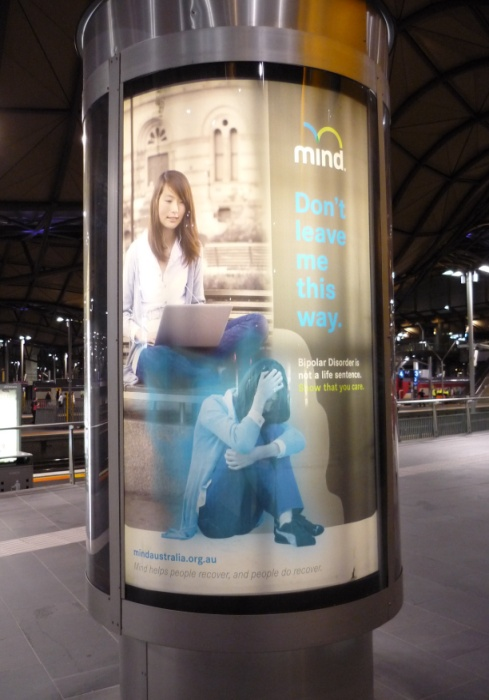 mind
Don't
leave
me
this
way.
Bipolar Disorder is
not a life sentence.
Show that you care.
mindaustralia.org.au
Mind helps people recover, and people do recover.